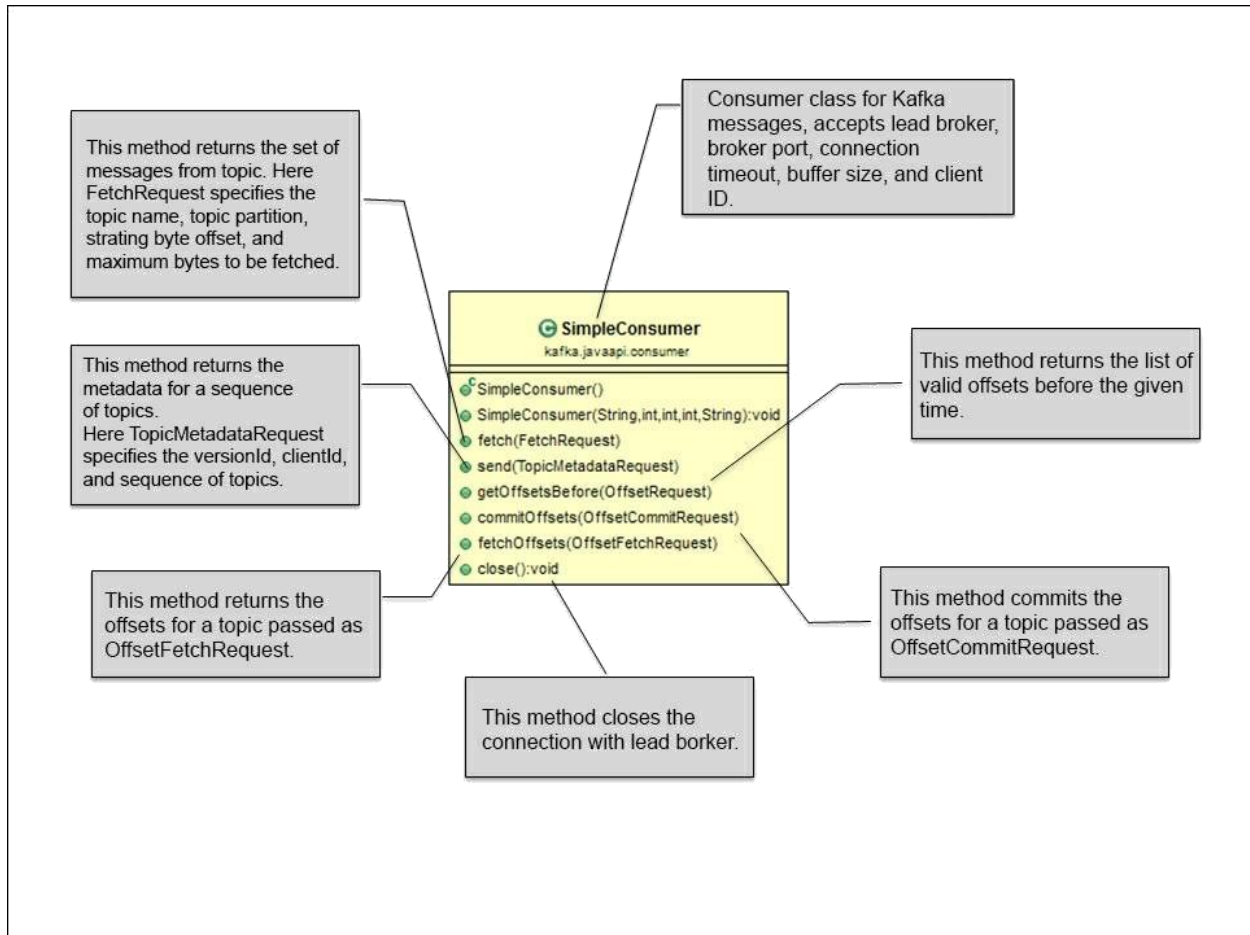 Consumer class for Kafka
messages, accepts lead broker,
broker port, connection
timeout, buffer size, and client
ID.
This method returns the set of
messages from topic. Here
FetchRequest specifies the
topic name, topic partition,
strating byte offset, and
maximum bytes to be fetched.
SimpleConsumer
kafka.javaapi.consumer
SimpleConsumer()
SimpleConsumer(String,int,int,int,String):void
fetch(FetchRequest)
send(TopicMetadataRequest)
getOffsetsBefore(OffsetRequest)
commitOffsets(OffsetCommitRequest)
fetchOffsets(OffsetFetchRequest)
close():void
This method returns the
metadata for a sequence
of topics.
Here TopicMetadataRequest
specifies the versionId, clientId,
and sequence of topics.
This method returns the list of
valid offsets before the given
time.
This method returns the
offsets for a topic passed as
OffsetFetchRequest.
This method commits the
offsets for a topic passed as
OffsetCommitRequest.
This method closes the
connection with lead borker.